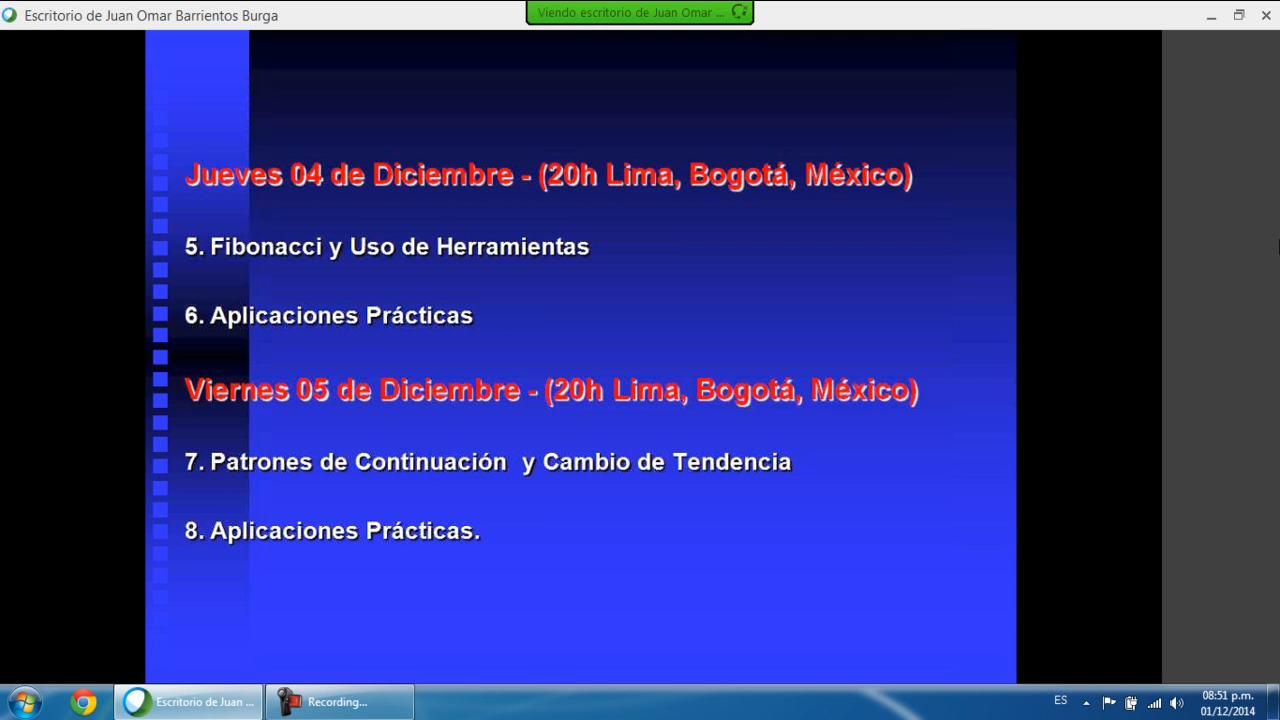 Escritorio de Juan Omar Barrientos Burga
Viendo escritorio de Juan Omar ...
Jueves 04 de Diciembre - (20h Lima, Bogotá, México)
5. Fibonacci y Uso de Herramientas
6. Aplicaciones Prácticas
Viernes 05 de Diciembre - (20h Lima, Bogotá, México)
7. Patrones de Continuación y Cambio de Tendencia
8. Aplicaciones Prácticas.
Escritorio de Juan ...
Recording...
ES
08:51 p.m.
01/12/2014